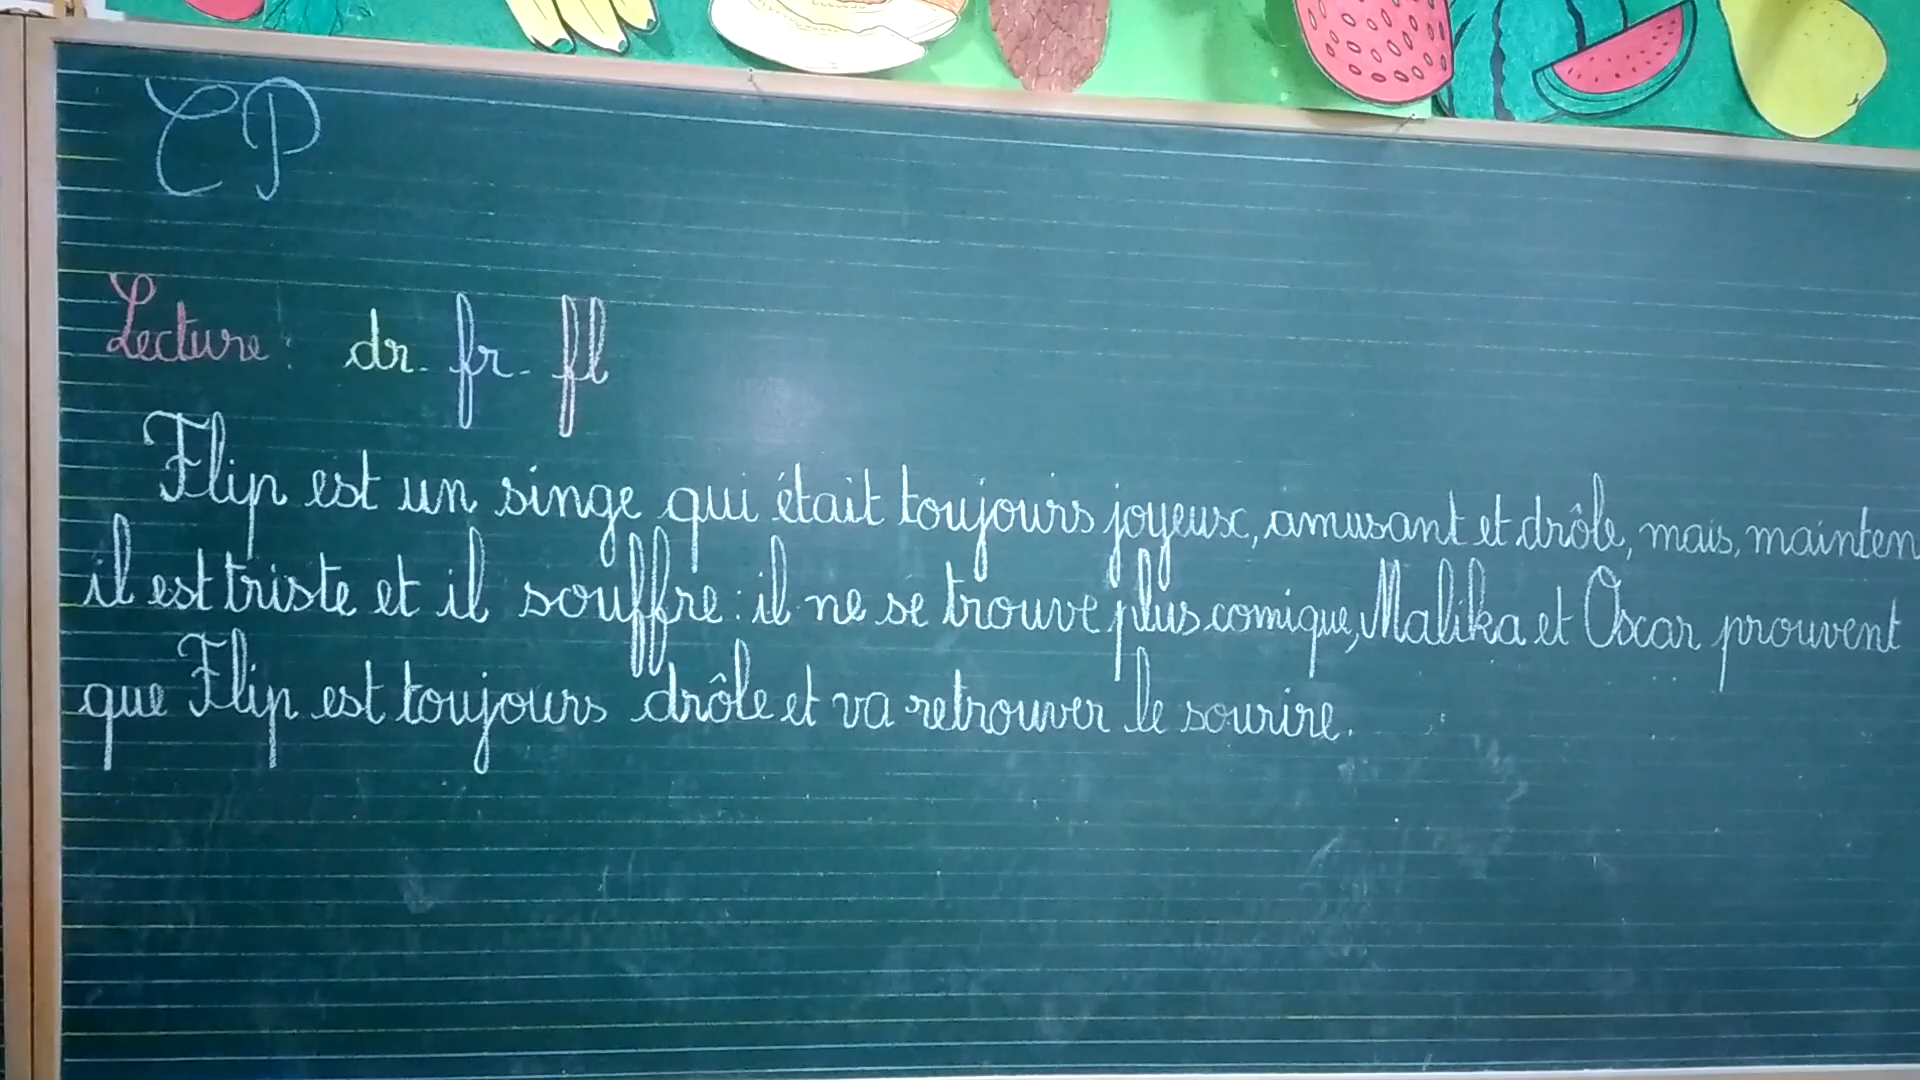 CP
Lecture : dr - fr - fl
Flip est un singe qui était toujours joyeux, amusant et drôle, mais, mainten
il est triste et il souffre : il ne se trouve plus comique, Malika et Oscar prouvent
que Flip est toujours drôle et va retrouver le sourire.